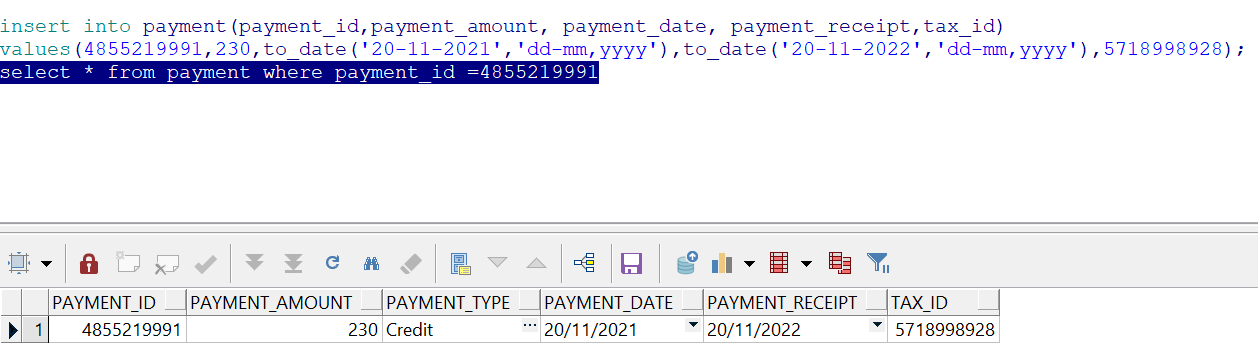 insert into payment(payment_id,payment_amount, payment_date, payment_receipt,tax_id)
values(4855219991,230,to_date('20-11-2021','dd-mm,yyyy'),to_date('20-11-2022','dd-mm,yyyy'),5718998928);
select * from payment where payment_id =4855219991
PAYMENT_ID PAYMENT_AMOUNT PAYMENT_TYPE PAYMENT_DATE PAYMENT_RECEIPT TAX_ID
1 4855219991 230 Credit ... 20/11/2021 20/11/2022 5718998928